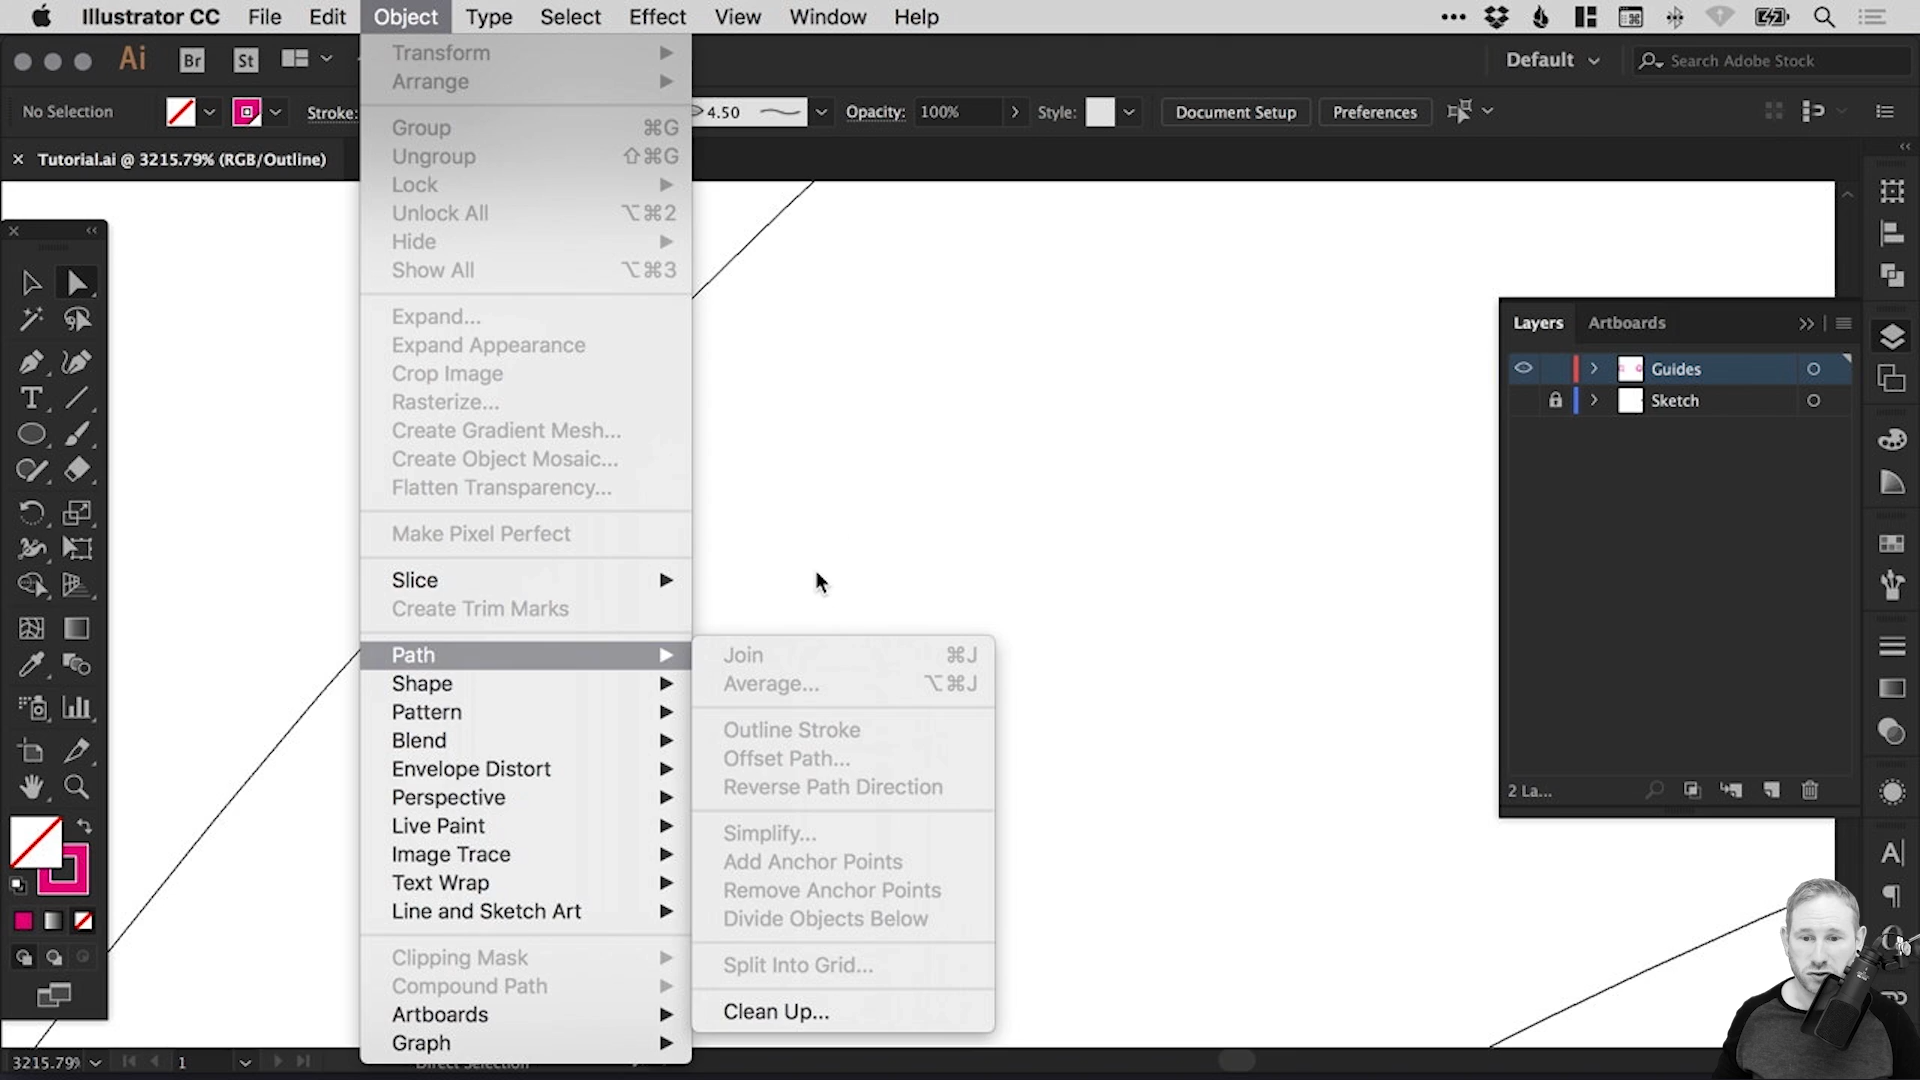 Illustrator CC File Edit Object Type Select Effect View Window Help
Ai Br St Default Search Adobe Stock
No Selection Stroke: 4.50 Opacity: 100% Style: Document Setup Preferences
× Tutorial.ai @ 3215.79% (RGB/Outline)
Transform
Arrange
Group ⌘G
Ungroup ⇧⌘G
Lock
Unlock All ⌥⌘2
Hide
Show All ⌥⌘3
Expand...
Expand Appearance
Crop Image
Rasterize...
Create Gradient Mesh...
Create Object Mosaic...
Flatten Transparency...
Make Pixel Perfect
Slice
Create Trim Marks
Path
Shape
Pattern
Blend
Envelope Distort
Perspective
Live Paint
Image Trace
Text Wrap
Line and Sketch Art
Clipping Mask
Compound Path
Artboards
Graph
Join ⌘J
Average... ⌥⌘J
Outline Stroke
Offset Path...
Reverse Path Direction
Simplify...
Add Anchor Points
Remove Anchor Points
Divide Objects Below
Split Into Grid...
Clean Up...
Layers Artboards
Guides
Sketch
2 La...
3215.79% 1 Direct Selection